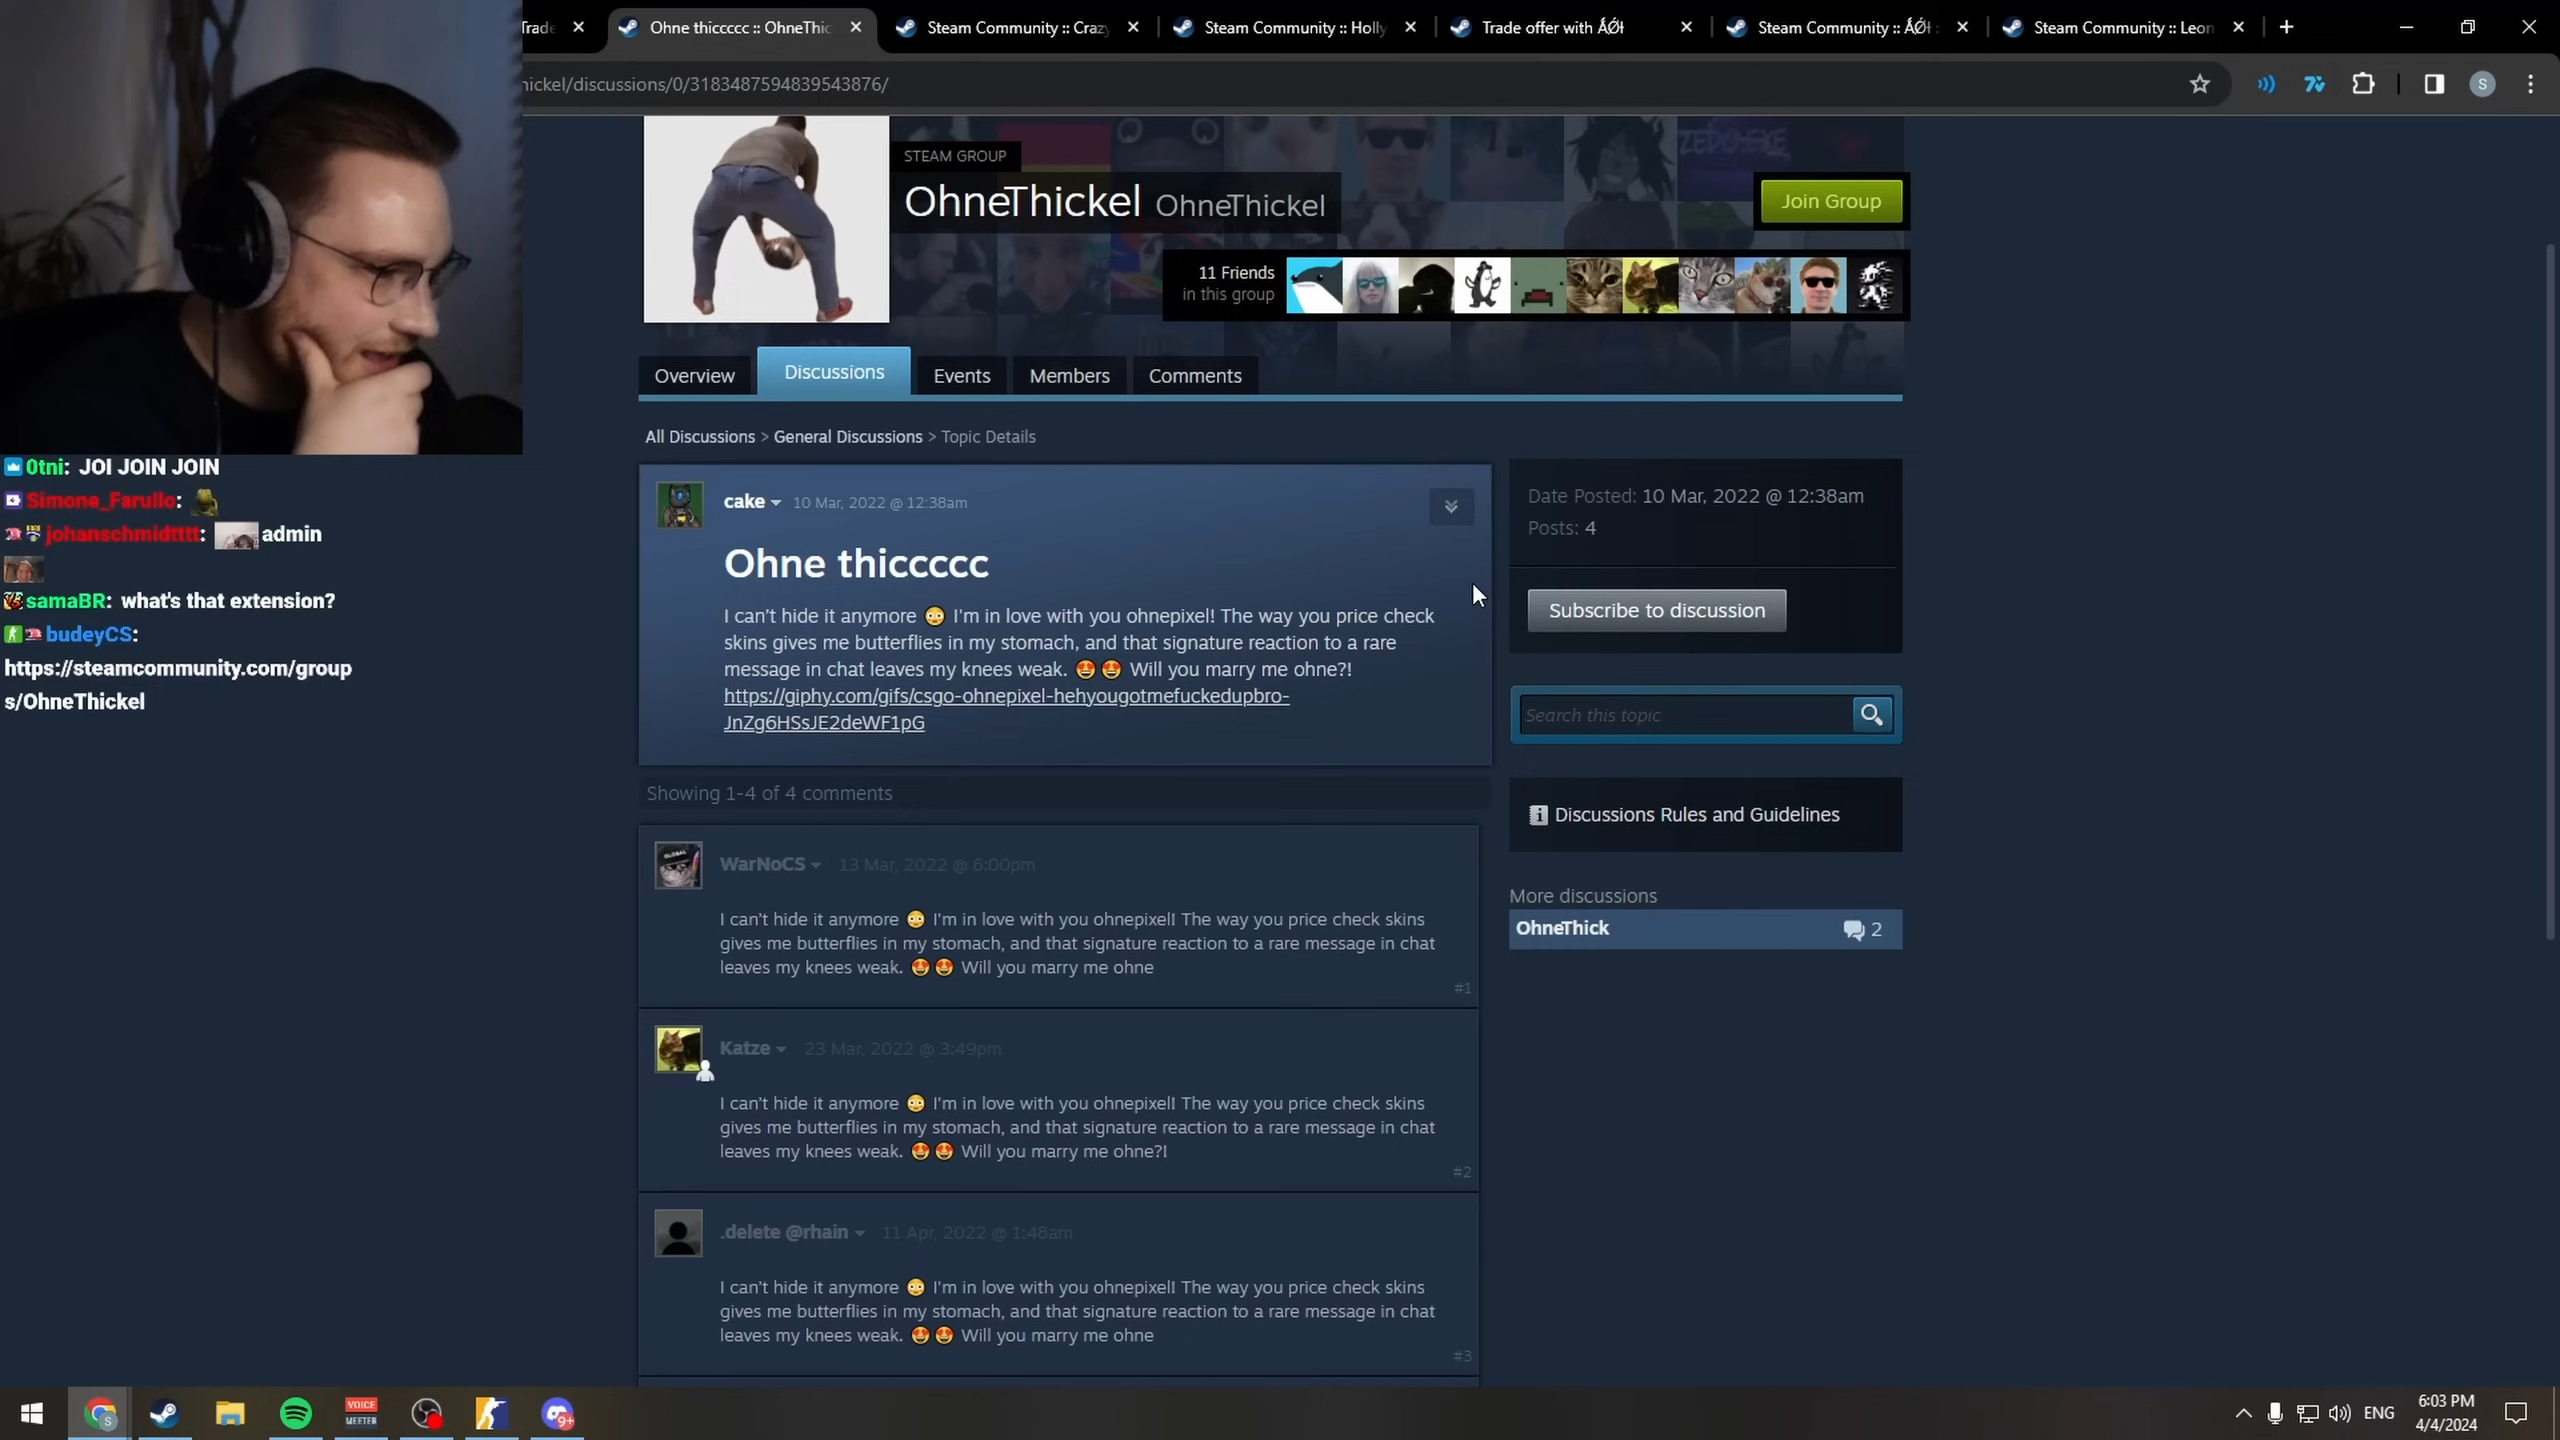 Trade
Ohne thiccccc :: OhneThic
Steam Community :: Crazy
Steam Community :: Holly
Trade offer with ÁØł
Steam Community :: ÁØł :
Steam Community :: Leon
nickel/discussions/0/3183487594839543876/
S
STEAM GROUP
OhneThickel OhneThickel
Join Group
11 Friends
in this group
ZEDO.EXE
Overview
Discussions
Events
Members
Comments
All Discussions > General Discussions > Topic Details
0tni: JOI JOIN JOIN
Simone_Farullo:
johanschmidtttt: admin
samaBR: what's that extension?
budeyCS:
https://steamcommunity.com/group
s/OhneThickel
cake 10 Mar, 2022 @ 12:38am
Ohne thiccccc
I can't hide it anymore 😳 I'm in love with you ohnepixel! The way you price check
skins gives me butterflies in my stomach, and that signature reaction to a rare
message in chat leaves my knees weak. 🤩 🤩 Will you marry me ohne?!
https://giphy.com/gifs/csgo-ohnepixel-hehyougotmefuckedupbro-
JnZg6HSsJE2deWF1pG
Date Posted: 10 Mar, 2022 @ 12:38am
Posts: 4
Subscribe to discussion
Search this topic
Discussions Rules and Guidelines
More discussions
OhneThick 2
Showing 1-4 of 4 comments
WarNoCS 13 Mar, 2022 @ 6:00pm
I can't hide it anymore 😳 I'm in love with you ohnepixel! The way you price check skins
gives me butterflies in my stomach, and that signature reaction to a rare message in chat
leaves my knees weak. 🤩 🤩 Will you marry me ohne
#1
Katze 23 Mar, 2022 @ 3:49pm
I can't hide it anymore 😳 I'm in love with you ohnepixel! The way you price check skins
gives me butterflies in my stomach, and that signature reaction to a rare message in chat
leaves my knees weak. 🤩 🤩 Will you marry me ohne?!
#2
.delete @rhain 11 Apr, 2022 @ 1:48am
I can't hide it anymore 😳 I'm in love with you ohnepixel! The way you price check skins
gives me butterflies in my stomach, and that signature reaction to a rare message in chat
leaves my knees weak. 🤩 🤩 Will you marry me ohne
#3
VOICE
MEETER
9+
ENG
6:03 PM
4/4/2024